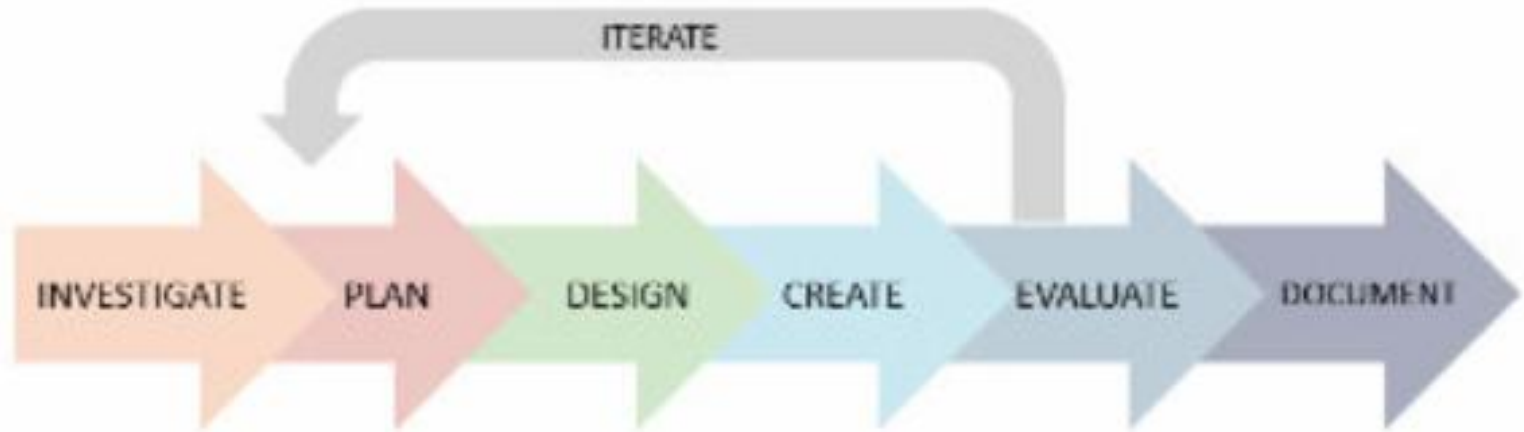 ITERATE
INVESTIGATE
PLAN
DESIGN
CREATE
EVALUATE
DOCUMENT